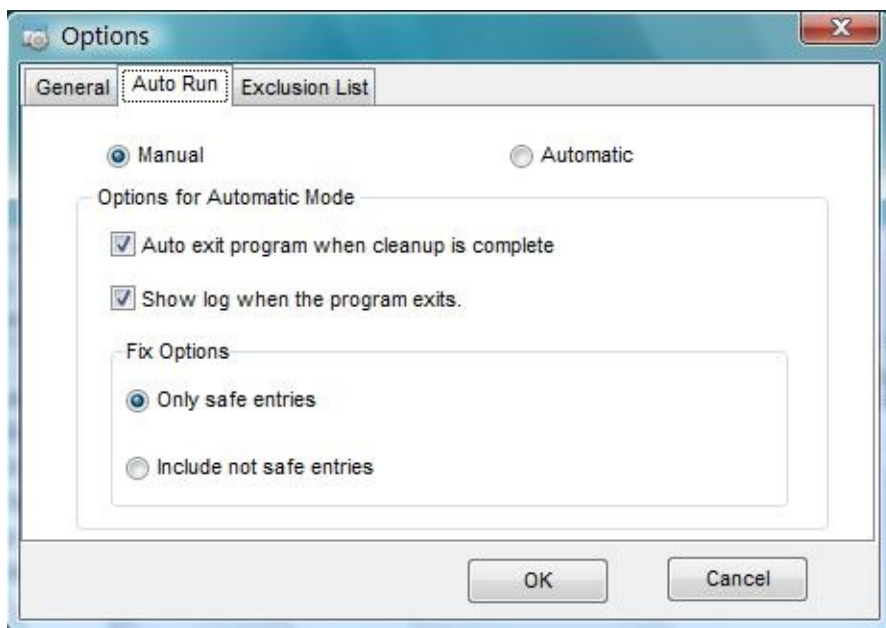 Options
General Auto Run Exclusion List
Manual Automatic
Options for Automatic Mode
Auto exit program when cleanup is complete
Show log when the program exits.
Fix Options
Only safe entries
Include not safe entries
OK Cancel